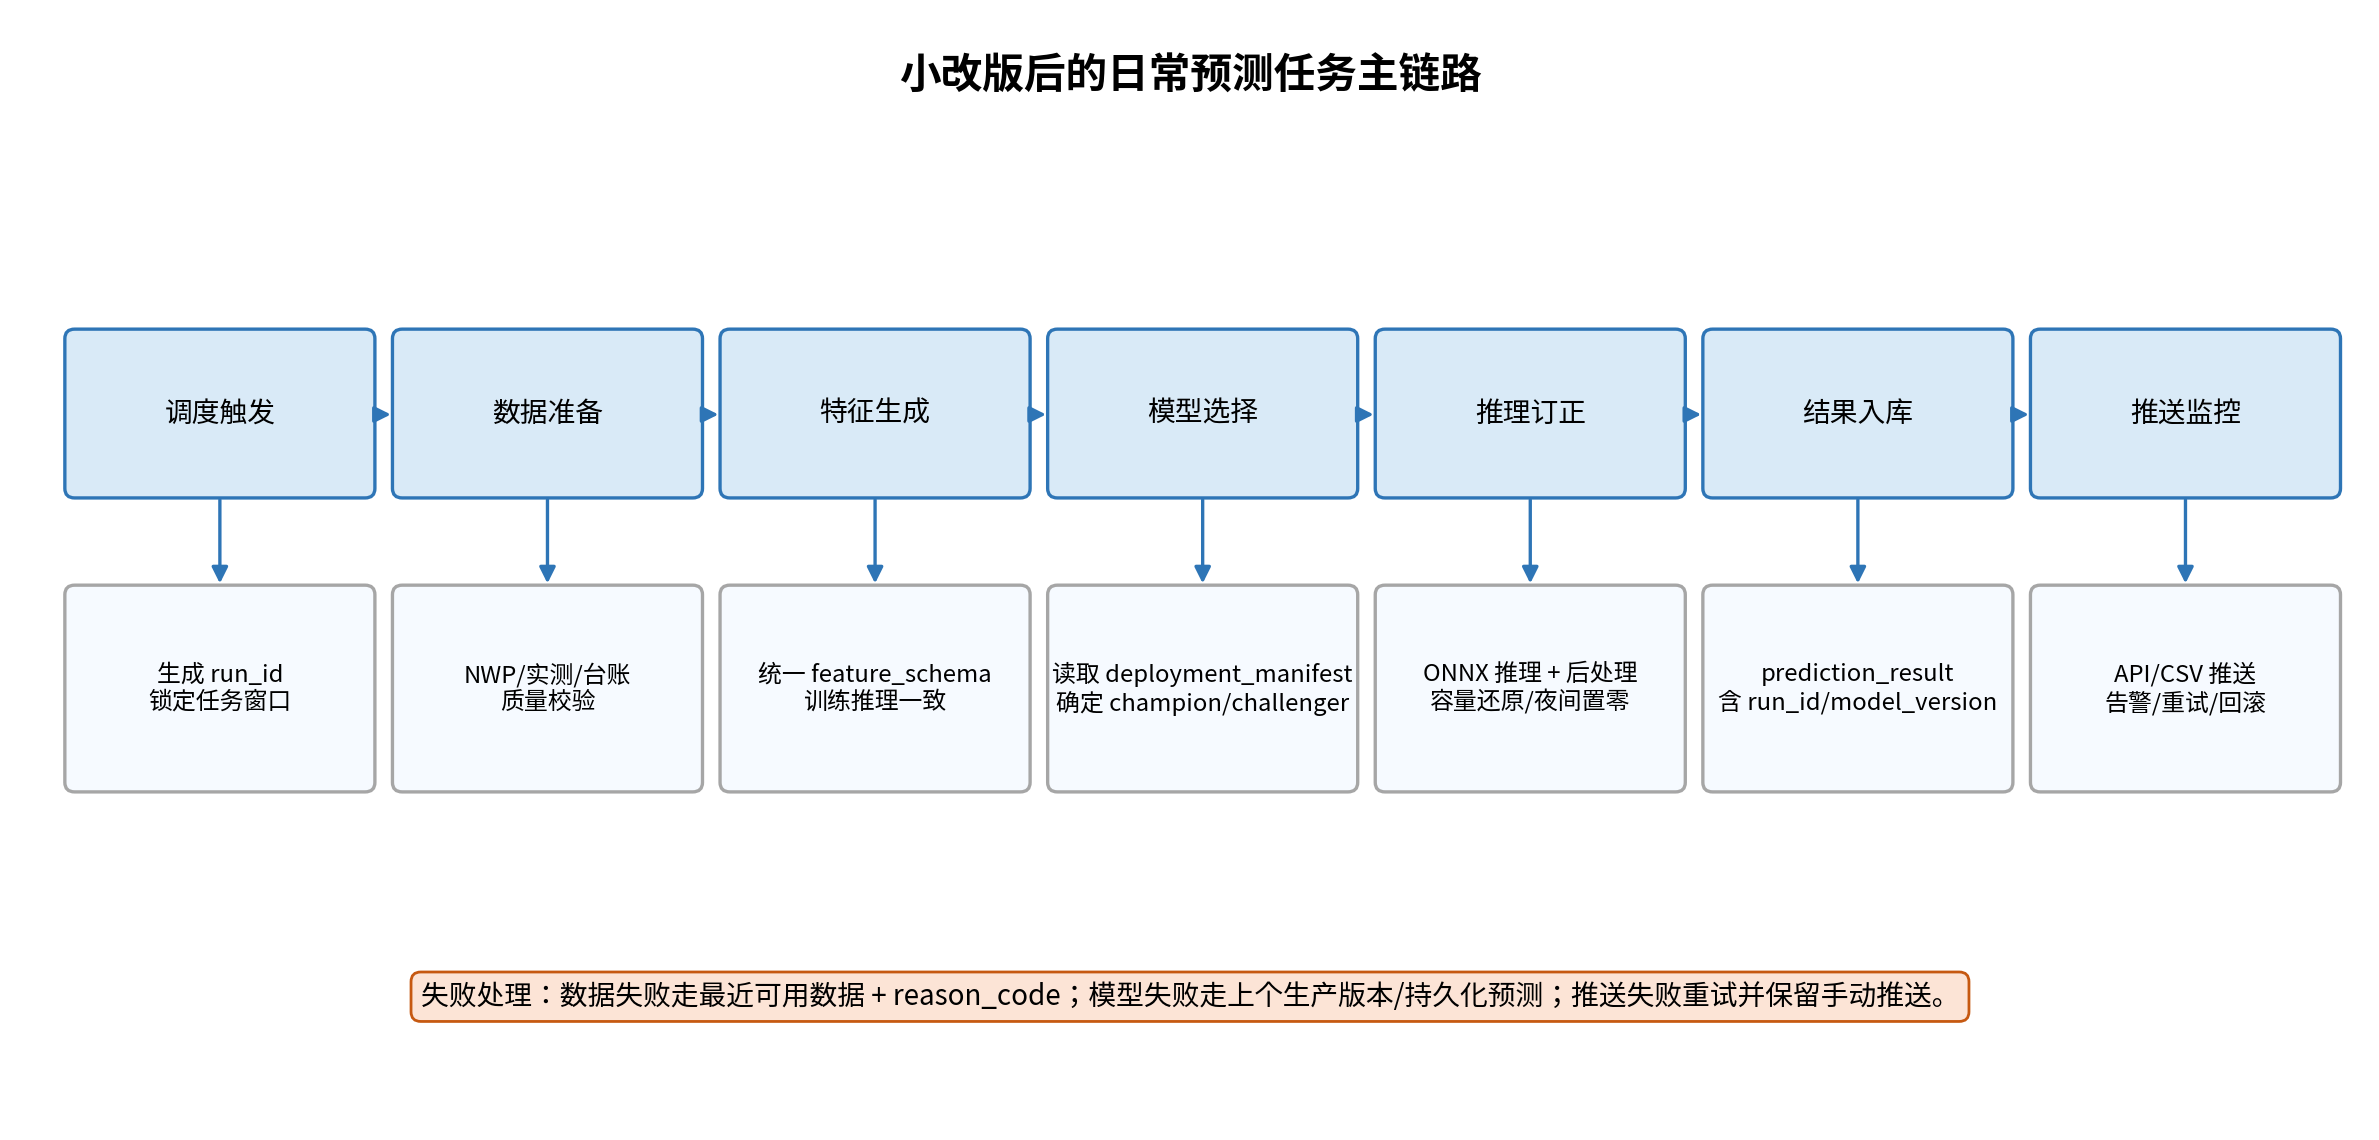 小改版后的日常预测任务主链路
调度触发
数据准备
特征生成
模型选择
推理订正
结果入库
推送监控
生成 run_id
锁定任务窗口
NWP/实测/台账
质量校验
统一 feature_schema
训练推理一致
读取 deployment_manifest
确定 champion/challenger
ONNX 推理 + 后处理
容量还原/夜间置零
prediction_result
含 run_id/model_version
API/CSV 推送
告警/重试/回滚
失败处理：数据失败走最近可用数据 + reason_code；模型失败走上个生产版本/持久化预测；推送失败重试并保留手动推送。